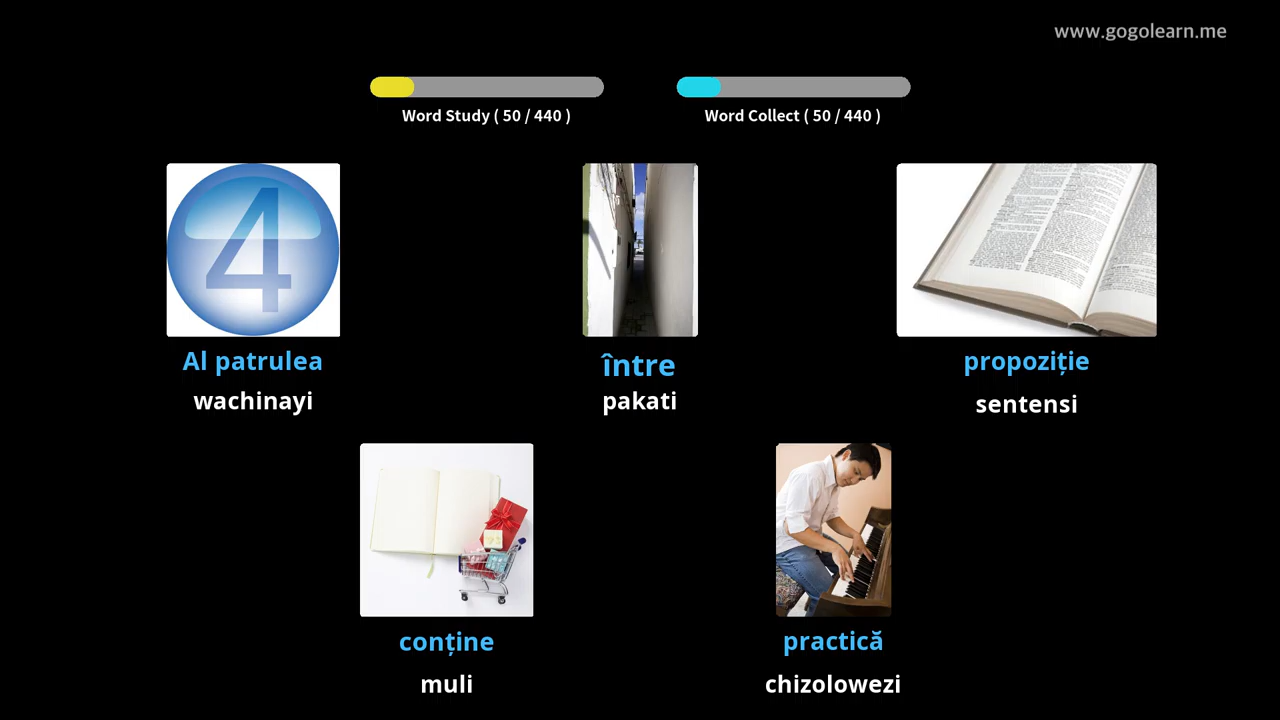 www.gogolearn.me
Word Study ( 50 / 440 )
Word Collect ( 50 / 440 )
4
Al patrulea
wachinayi
între
pakati
propoziție
sentensi
conține
muli
practică
chizolowezi